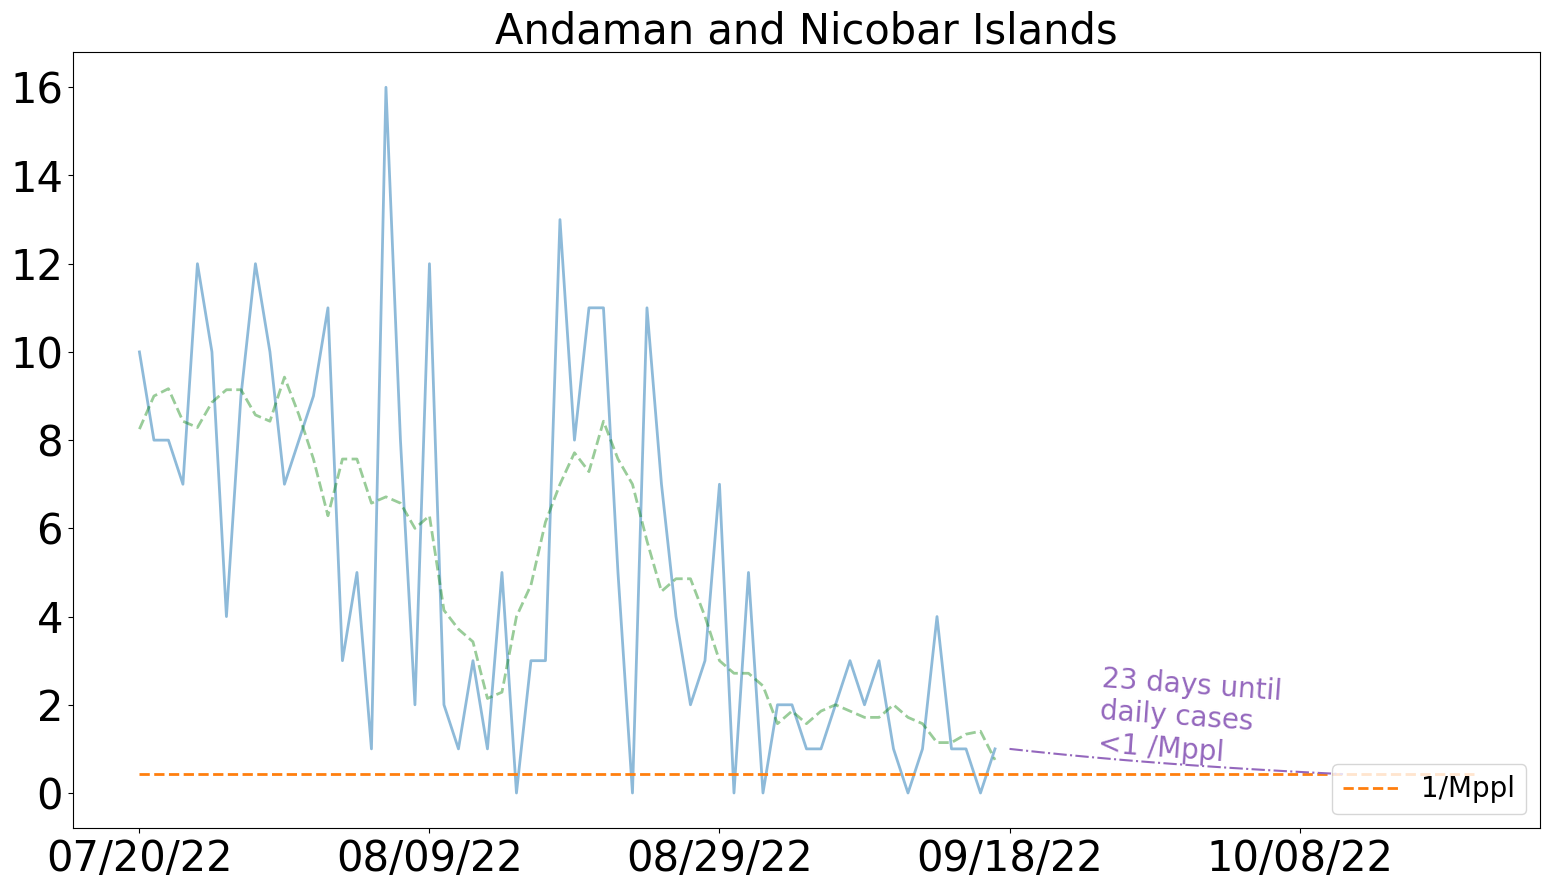 Andaman and Nicobar Islands
16
14
12
10
8
6
4
2
0
23 days until
daily cases
<1 /Mppl
1/Mppl
07/20/22
08/09/22
08/29/22
09/18/22
10/08/22